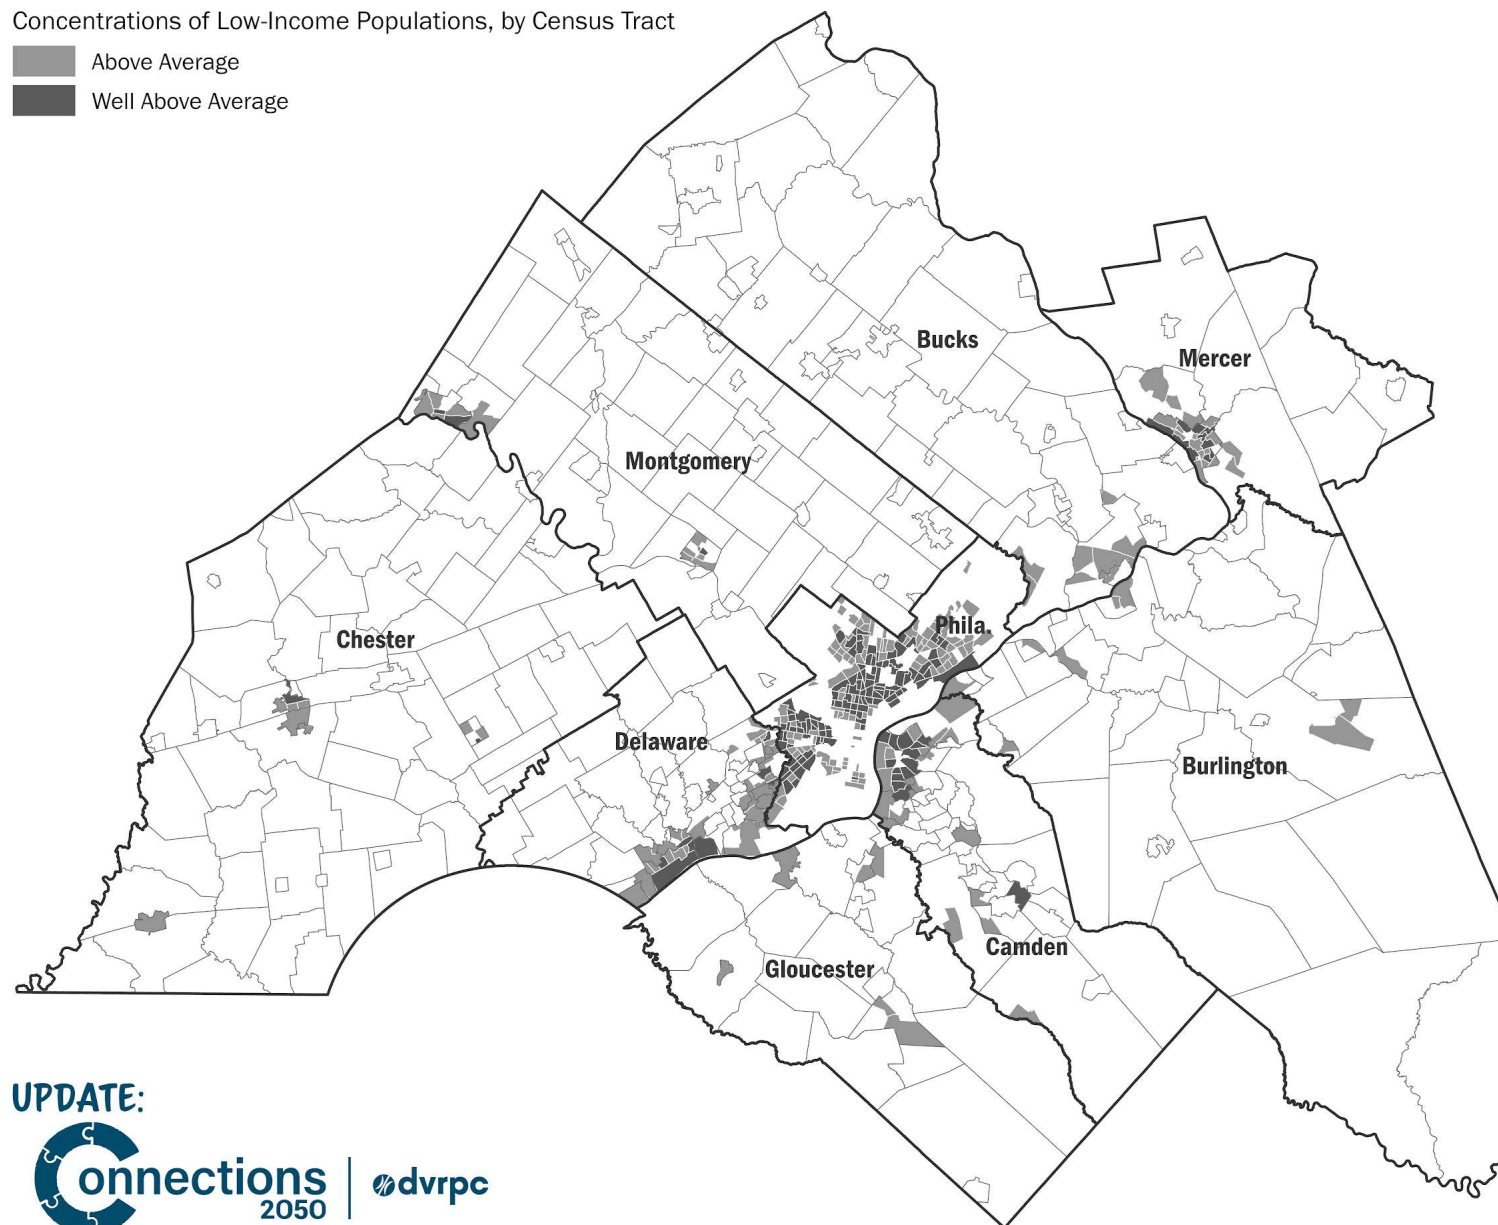 Concentrations of Low-Income Populations, by Census Tract
Above Average
Well Above Average
Bucks
Mercer
Montgomery
Phila.
Chester
Delaware
Burlington
Camden
Gloucester
UPDATE:
Connections
2050
dvrpc